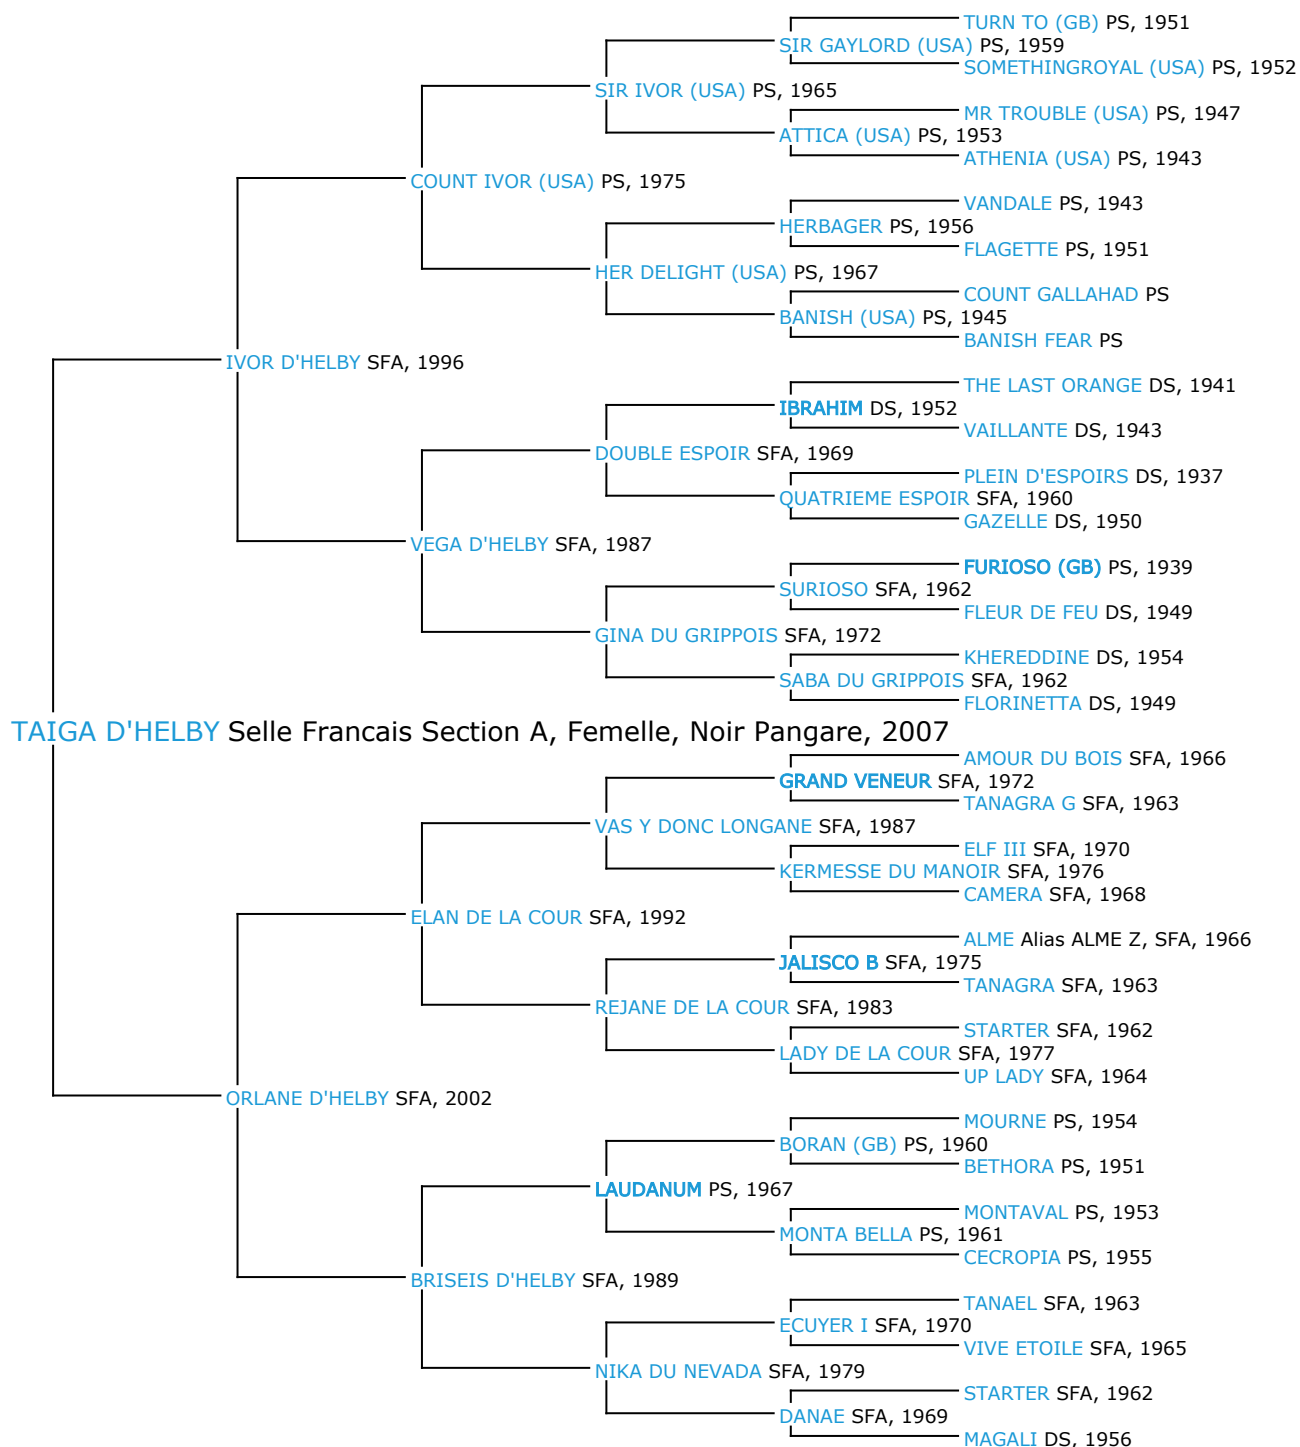 TURN TO (GB) PS, 1951
SIR GAYLORD (USA) PS, 1959
SOMETHINGROYAL (USA) PS, 1952
SIR IVOR (USA) PS, 1965
MR TROUBLE (USA) PS, 1947
ATTICA (USA) PS, 1953
ATHENIA (USA) PS, 1943
COUNT IVOR (USA) PS, 1975
VANDALE PS, 1943
HERBAGER PS, 1956
FLAGETTE PS, 1951
HER DELIGHT (USA) PS, 1967
COUNT GALLAHAD PS
BANISH (USA) PS, 1945
BANISH FEAR PS
IVOR D'HELBY SFA, 1996
THE LAST ORANGE DS, 1941
IBRAHIM DS, 1952
VAILLANTE DS, 1943
DOUBLE ESPOIR SFA, 1969
PLEIN D'ESPOIRS DS, 1937
QUATRIEME ESPOIR SFA, 1960
GAZELLE DS, 1950
VEGA D'HELBY SFA, 1987
FURIOSO (GB) PS, 1939
SURIOSO SFA, 1962
FLEUR DE FEU DS, 1949
GINA DU GRIPPOIS SFA, 1972
KHEREDDINE DS, 1954
SABA DU GRIPPOIS SFA, 1962
FLORINETTA DS, 1949
TAIGA D'HELBY Selle Francais Section A, Femelle, Noir Pangare, 2007
AMOUR DU BOIS SFA, 1966
GRAND VENEUR SFA, 1972
TANAGRA G SFA, 1963
VAS Y DONC LONGANE SFA, 1987
ELF III SFA, 1970
KERMESSE DU MANOIR SFA, 1976
CAMERA SFA, 1968
ELAN DE LA COUR SFA, 1992
ALME Alias ALME Z, SFA, 1966
JALISCO B SFA, 1975
TANAGRA SFA, 1963
REJANE DE LA COUR SFA, 1983
STARTER SFA, 1962
LADY DE LA COUR SFA, 1977
UP LADY SFA, 1964
ORLANE D'HELBY SFA, 2002
MOURNE PS, 1954
BORAN (GB) PS, 1960
BETHORA PS, 1951
LAUDANUM PS, 1967
MONTAVAL PS, 1953
MONTA BELLA PS, 1961
CECROPIA PS, 1955
BRISEIS D'HELBY SFA, 1989
TANAEL SFA, 1963
ECUYER I SFA, 1970
VIVE ETOILE SFA, 1965
NIKA DU NEVADA SFA, 1979
STARTER SFA, 1962
DANAE SFA, 1969
MAGALI DS, 1956